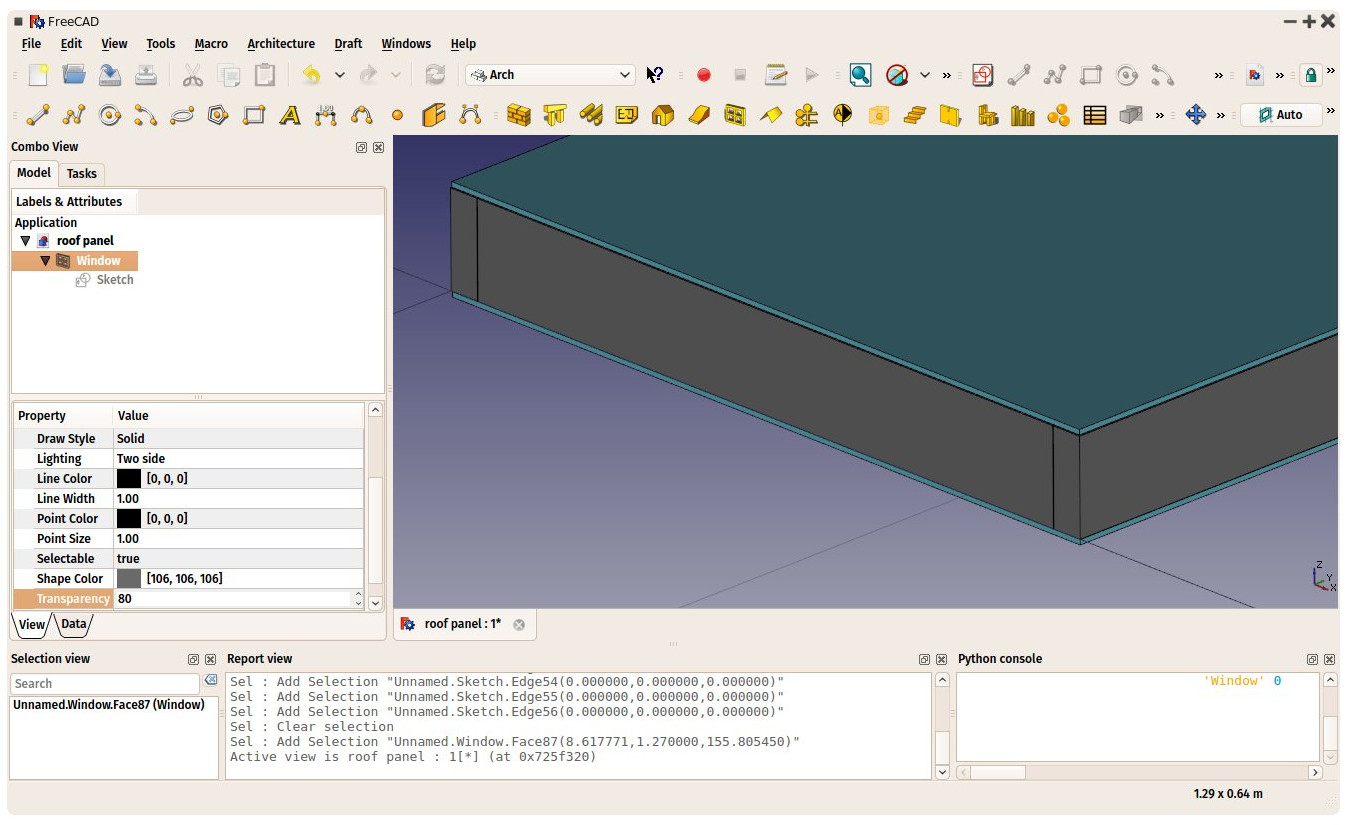 FreeCAD
File Edit View Tools Macro Architecture Draft Windows Help
Arch
Auto
Combo View
Model Tasks
Labels & Attributes
Application
roof panel
Window
Sketch
Property Value
Draw Style Solid
Lighting Two side
Line Color [0, 0, 0]
Line Width 1.00
Point Color [0, 0, 0]
Point Size 1.00
Selectable true
Shape Color [106, 106, 106]
Transparency 80
View Data
Z
Y
X
roof panel : 1*
Selection view
Search
Unnamed.Window.Face87 (Window)
Report view
Sel : Add Selection "Unnamed.Sketch.Edge54(0.000000,0.000000,0.000000)"
Sel : Add Selection "Unnamed.Sketch.Edge55(0.000000,0.000000,0.000000)"
Sel : Add Selection "Unnamed.Sketch.Edge56(0.000000,0.000000,0.000000)"
Sel : Clear selection
Sel : Add Selection "Unnamed.Window.Face87(8.617771,1.270000,155.805450)"
Active view is roof panel : 1[*] (at 0x725f320)
Python console
'Window' 0
1.29 x 0.64 m